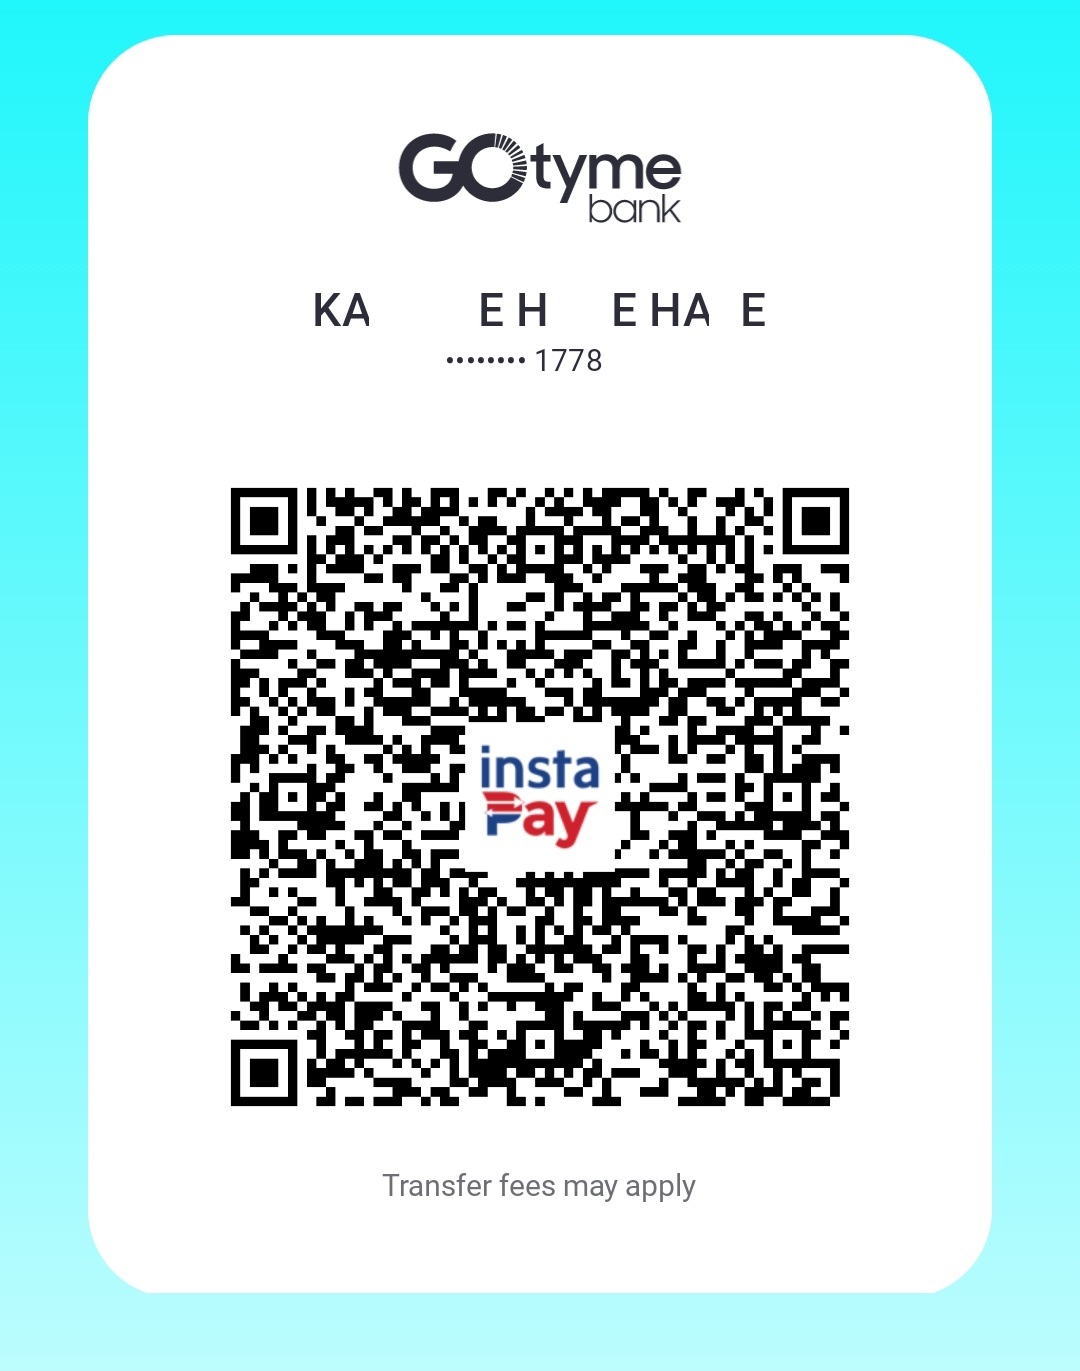 GOtyme
bank
KA E H E HA E
•••••••• 1778
insta
Pay
Transfer fees may apply